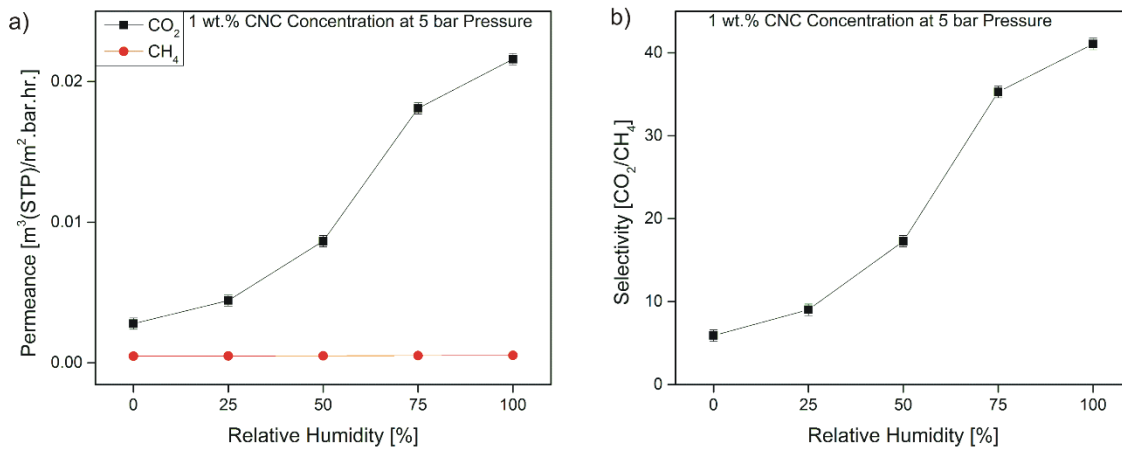 a)
1 wt.% CNC Concentration at 5 bar Pressure
CO₂
CH₄
0.02
0.01
0.00
Permeance [m³(STP)/m².bar.hr.]
0 25 50 75 100
Relative Humidity [%]
b)
1 wt.% CNC Concentration at 5 bar Pressure
40
30
20
10
0
Selectivity [CO₂/CH₄]
0 25 50 75 100
Relative Humidity [%]